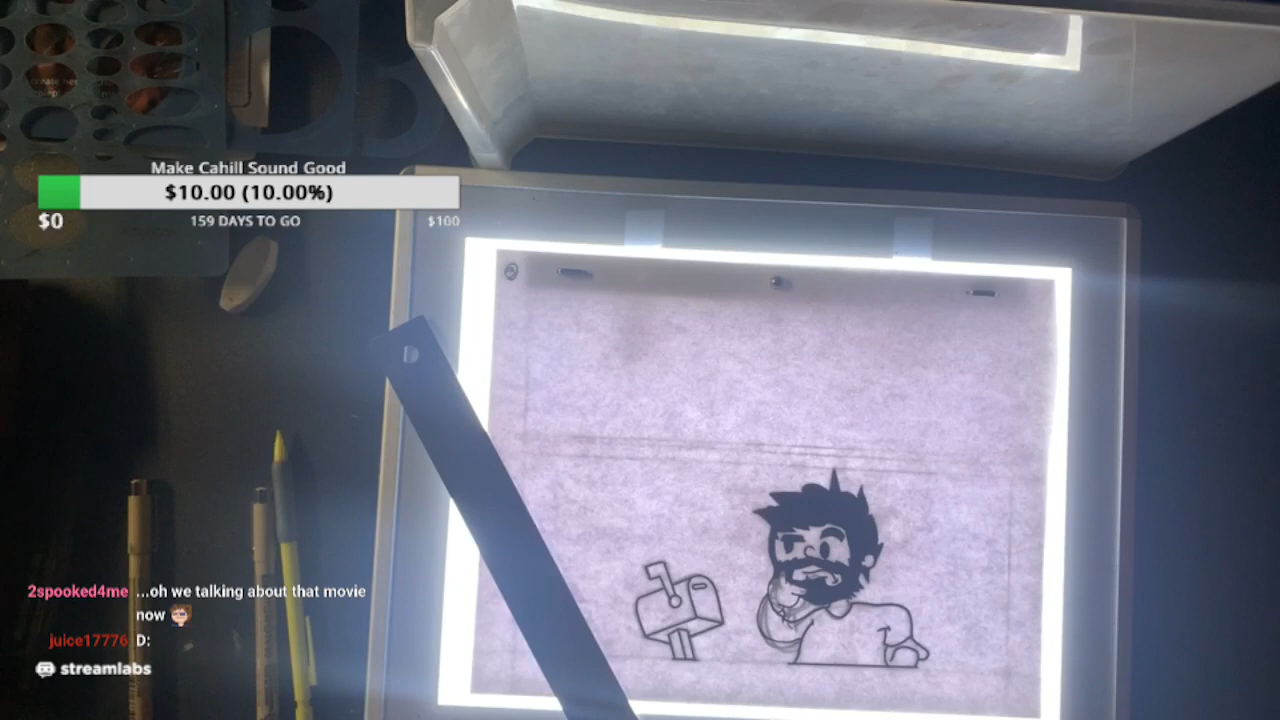 Make Cahill Sound Good
$10.00 (10.00%)
$0 159 DAYS TO GO $100
2spooked4me ...oh we talking about that movie
now
juice17776 D:
streamlabs